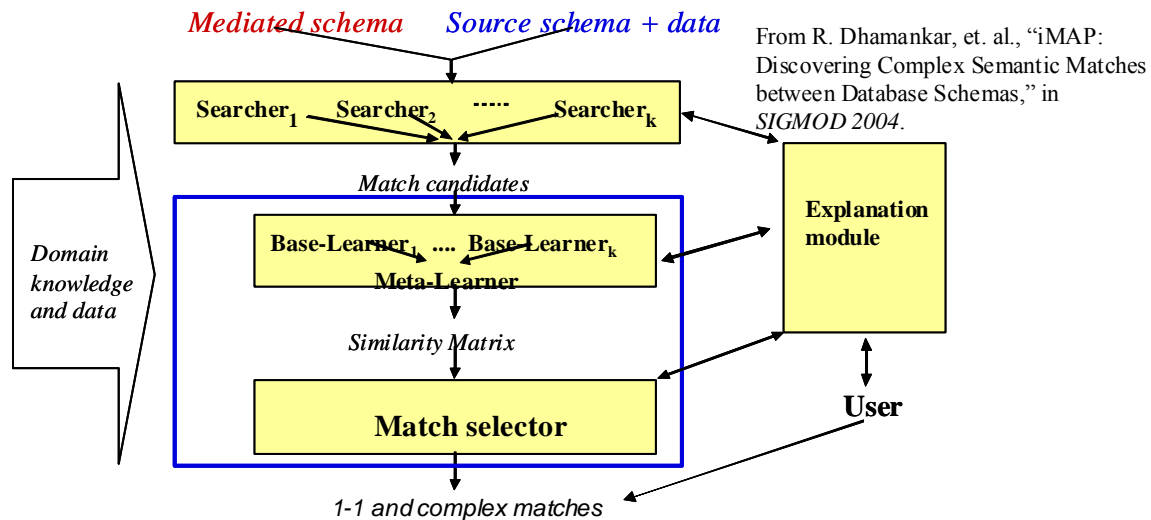 Mediated schema
Source schema + data
From R. Dhamankar, et. al., “iMAP:
Discovering Complex Semantic Matches
between Database Schemas,” in
SIGMOD 2004.
Searcher1 Searcher2 ..... Searcherk
Match candidates
Explanation
module
Base-Learner1 .... Base-Learnerk
Meta-Learner
Domain
knowledge
and data
Similarity Matrix
Match selector
User
1-1 and complex matches